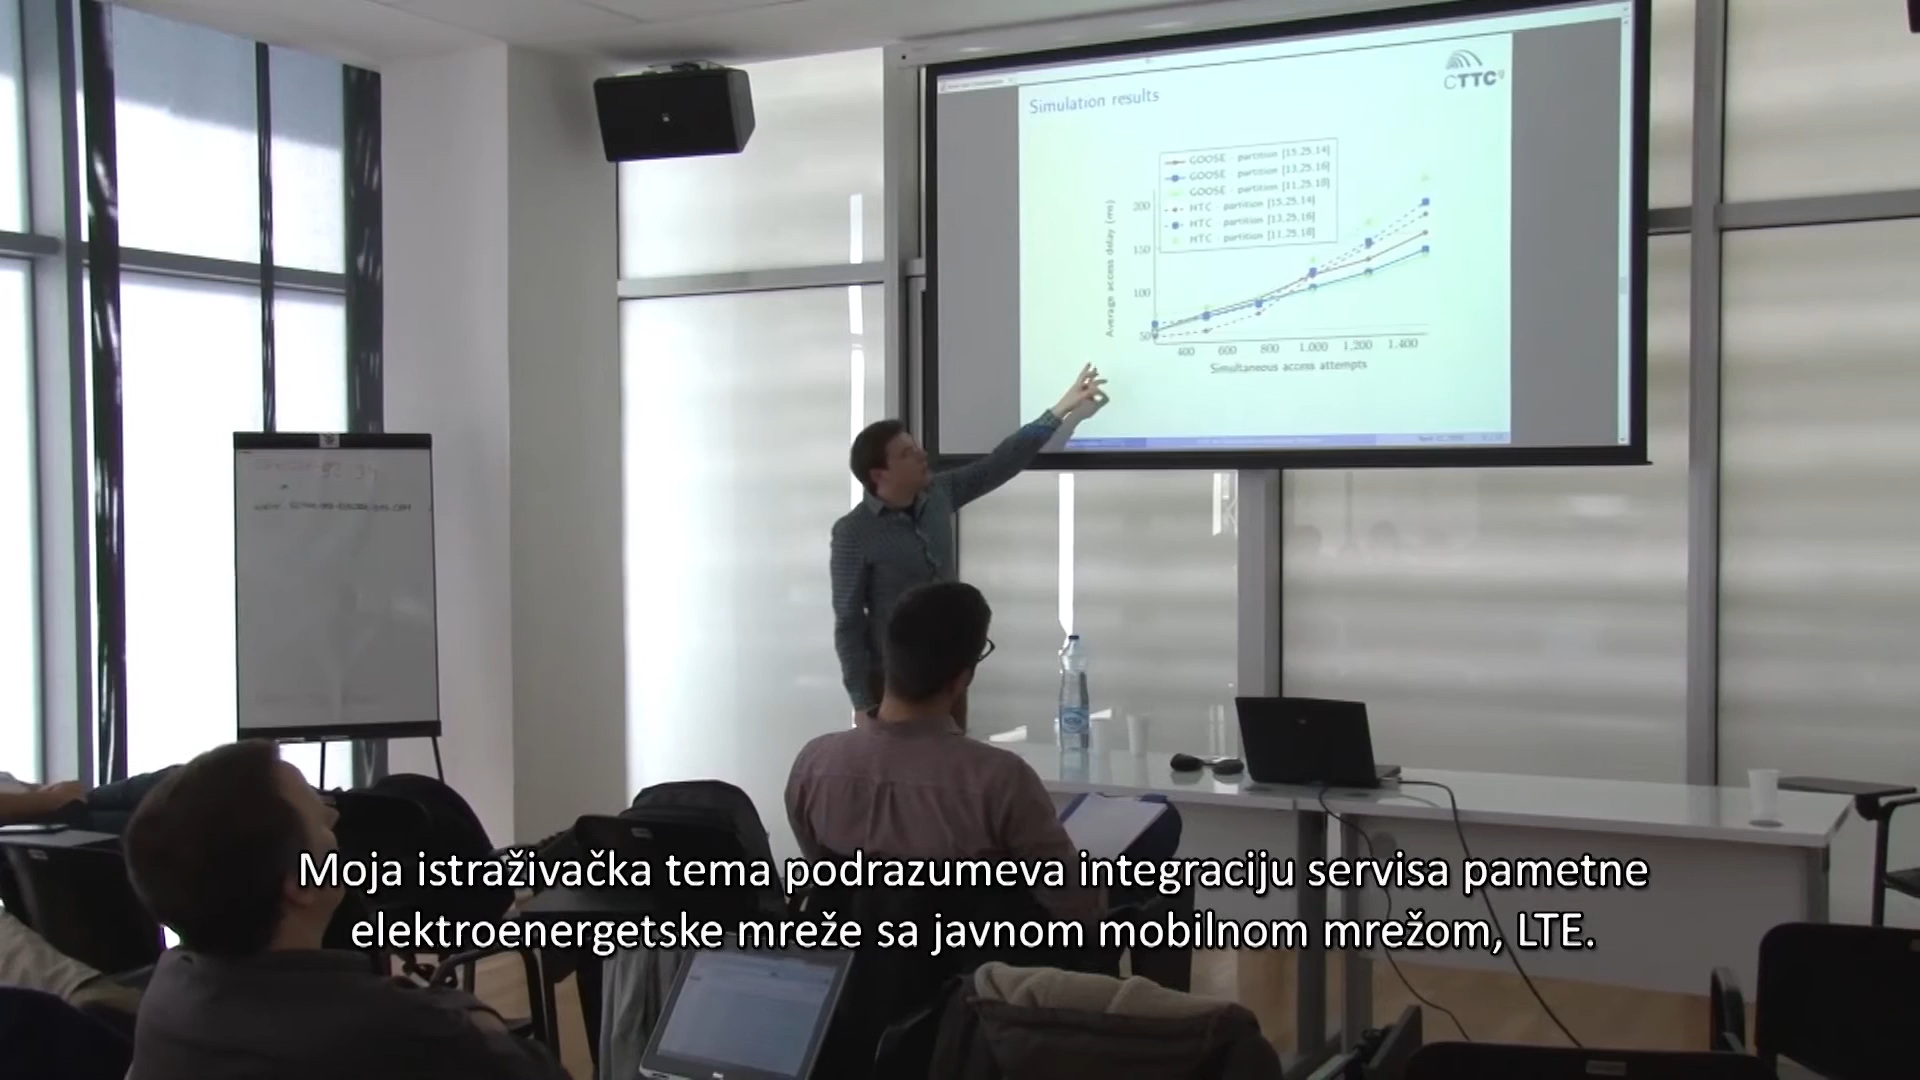 CTTC
Simulation results
GOOSE - partition [15,25,14]
GOOSE - partition [13,25,16]
GOOSE - partition [11,25,18]
HTC - partition [15,25,14]
HTC - partition [13,25,16]
HTC - partition [11,25,18]
Average access delay (ms)
200
150
100
50
400 600 800 1,000 1,200 1,400
Simultaneous access attempts
Moja istraživačka tema podrazumeva integraciju servisa pametne
elektroenergetske mreže sa javnom mobilnom mrežom, LTE.